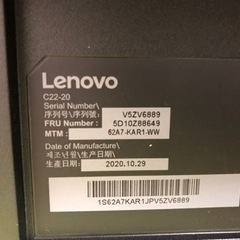 Lenovo
C22-20
Serial Number\
序列号/序列號\ V5ZV6889
FRU Number : 5D10Z88649
MTM : 62A7-KAR1-WW
Date of Manufacture\
제조년월\生产日期\
生產日期 2020.10.29
1S62A7KAR1JPV5ZV6889